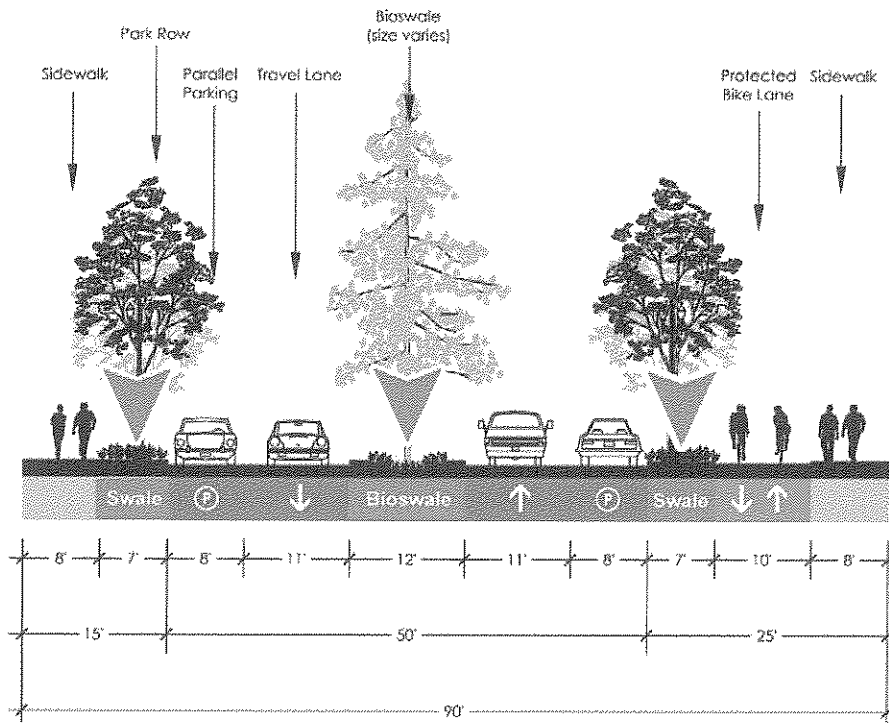 Bioswale
(size varies)
Park Row
Sidewalk
Parallel
Parking
Travel Lane
Protected
Bike Lane
Sidewalk
Swale
P
Bioswale
P
Swale
8'
7'
8'
11'
12'
11'
8'
7'
10'
8'
15'
50'
25'
90'